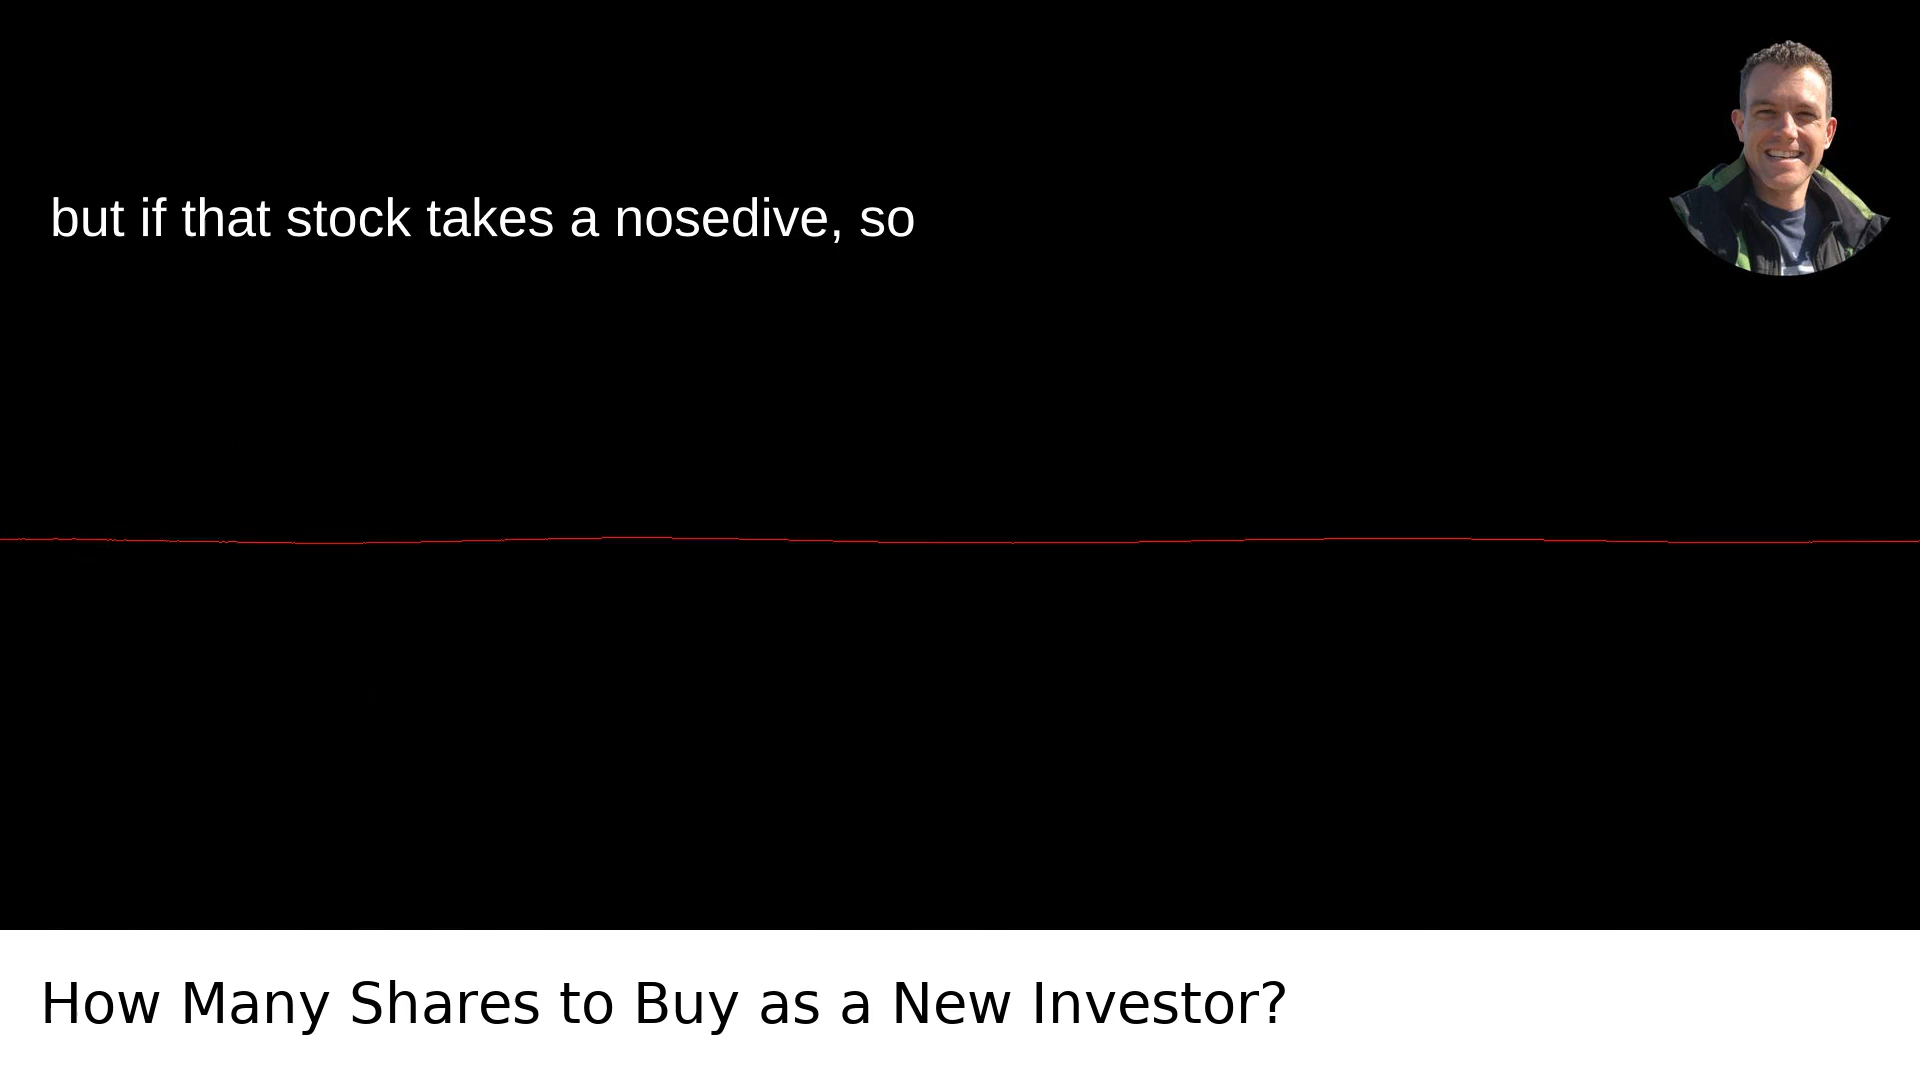 but if that stock takes a nosedive, so
How Many Shares to Buy as a New Investor?